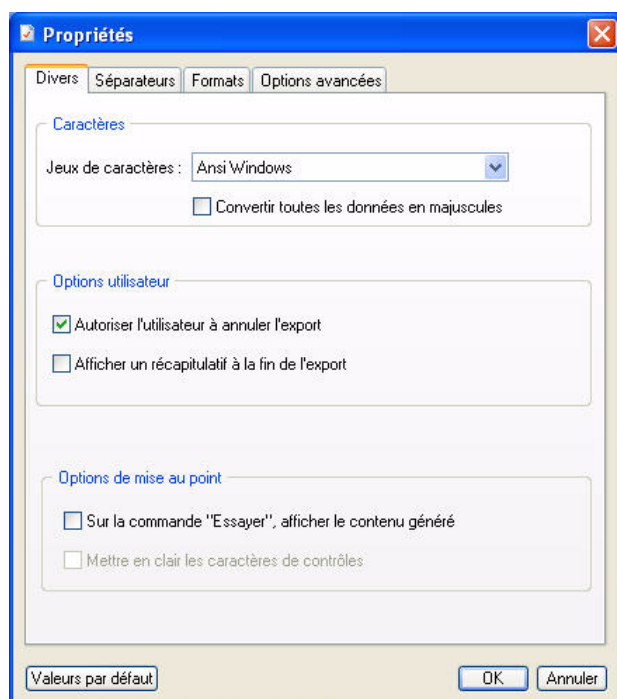 Propriétés
Divers Séparateurs Formats Options avancées
Caractères
Jeux de caractères : Ansi Windows
Convertir toutes les données en majuscules
Options utilisateur
Autoriser l'utilisateur à annuler l'export
Afficher un récapitulatif à la fin de l'export
Options de mise au point
Sur la commande "Essayer", afficher le contenu généré
Mettre en clair les caractères de contrôles
Valeurs par défaut OK Annuler